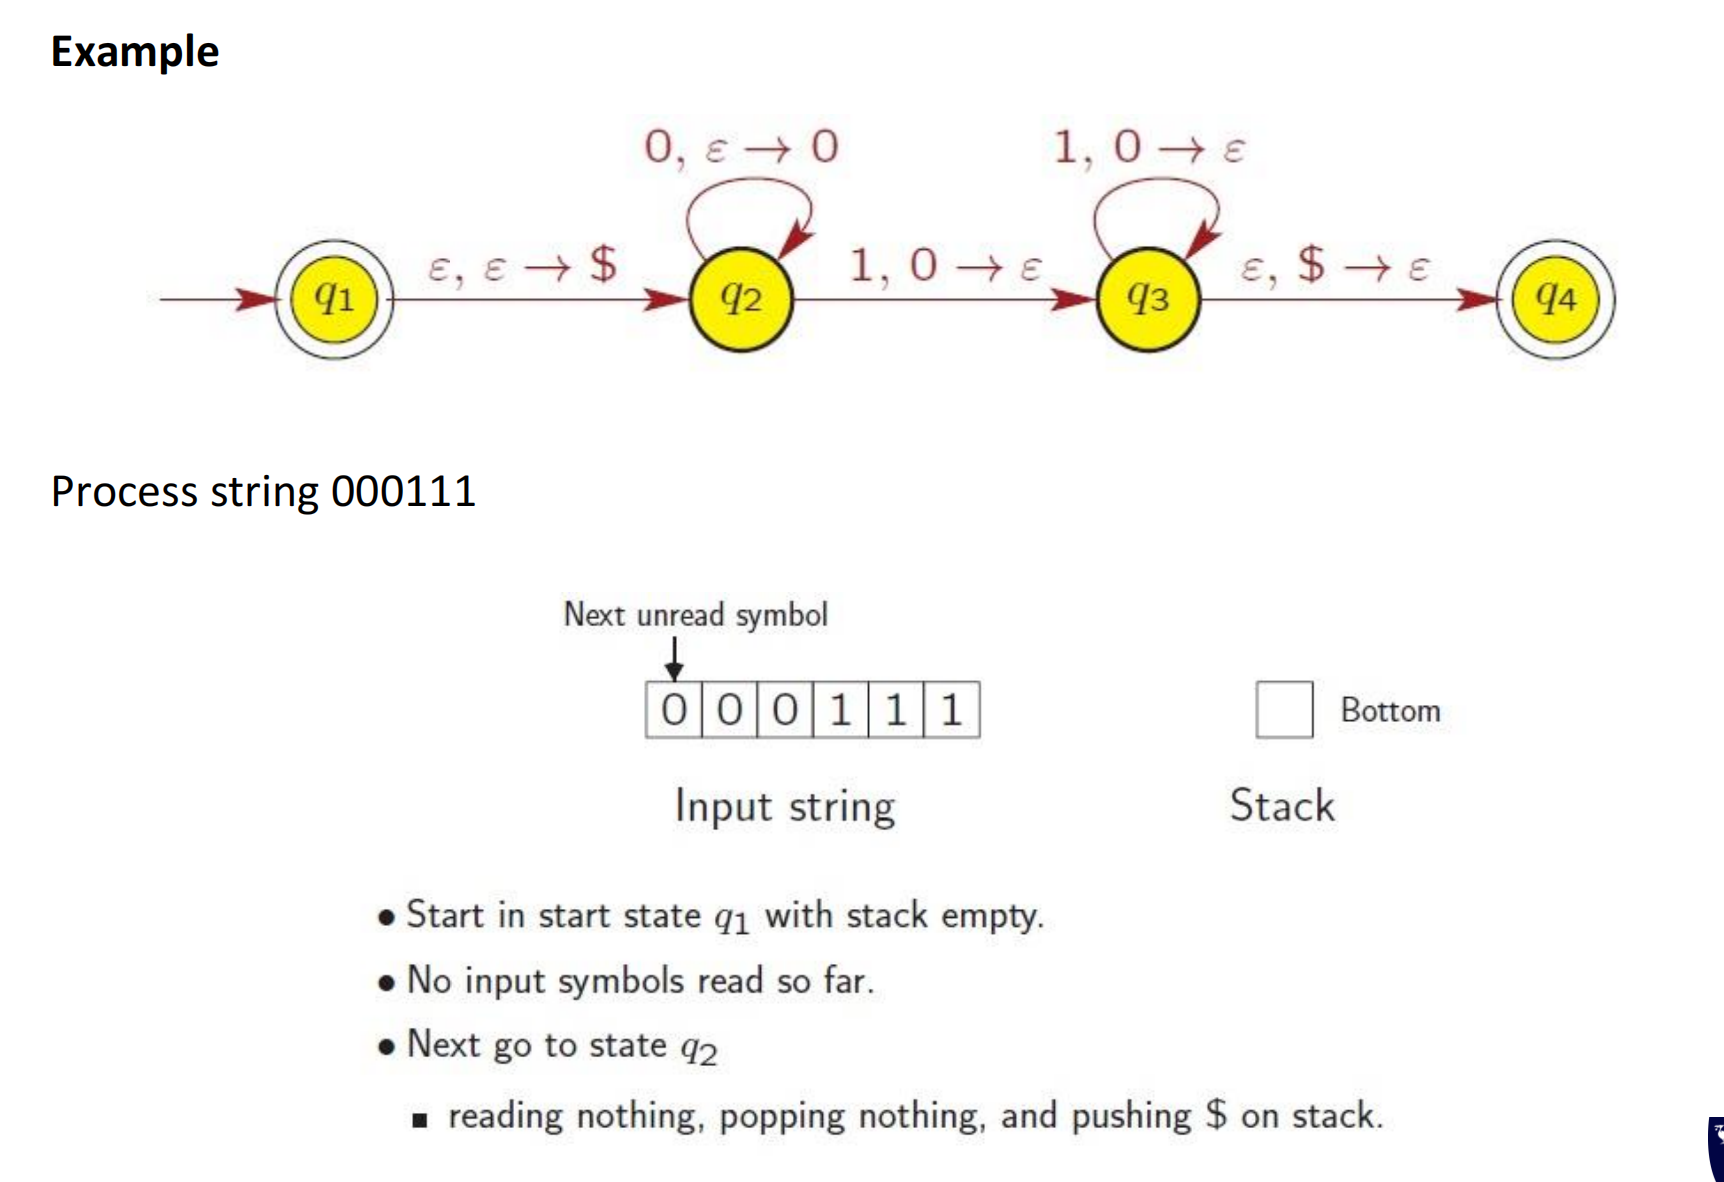 Example
0, ε → 0 1, 0 → ε
q1 ε, ε → $ q2 1, 0 → ε q3 ε, $ → ε q4
Process string 000111
Next unread symbol
0 0 0 1 1 1 Bottom
Input string Stack
• Start in start state q1 with stack empty.
• No input symbols read so far.
• Next go to state q2
▪ reading nothing, popping nothing, and pushing $ on stack.